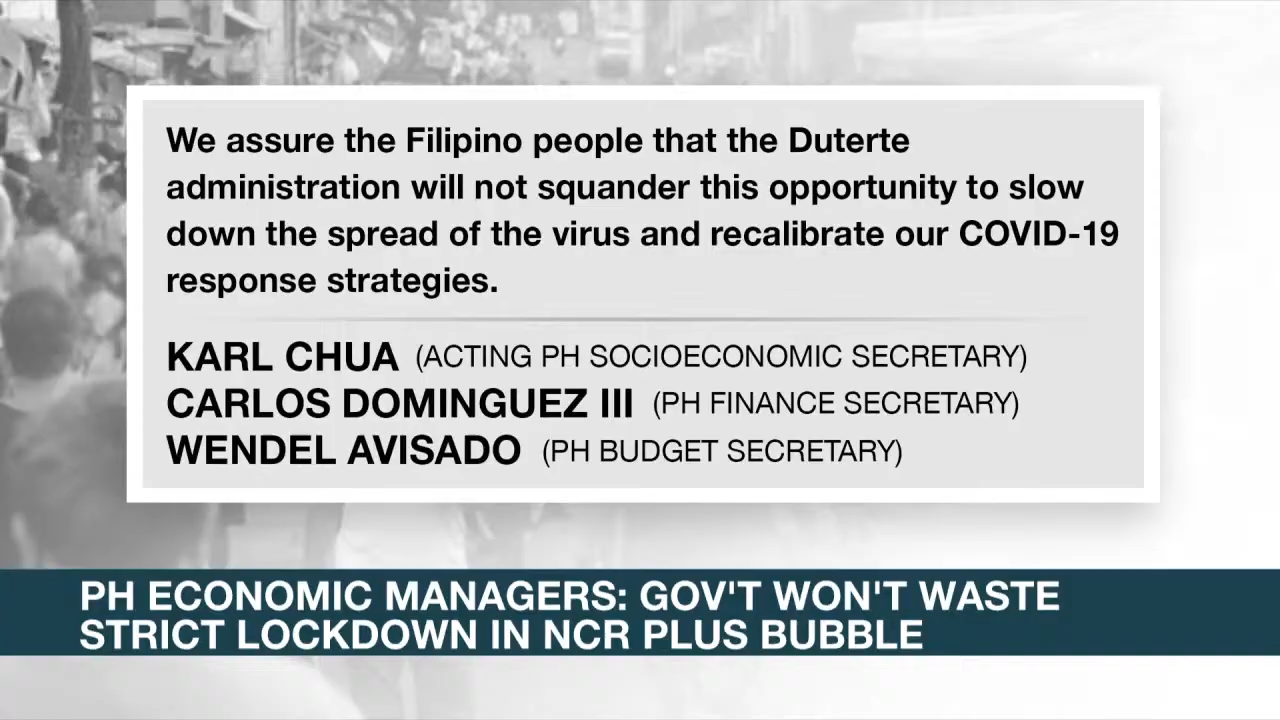 We assure the Filipino people that the Duterte
administration will not squander this opportunity to slow
down the spread of the virus and recalibrate our COVID-19
response strategies.
KARL CHUA (ACTING PH SOCIOECONOMIC SECRETARY)
CARLOS DOMINGUEZ III (PH FINANCE SECRETARY)
WENDEL AVISADO (PH BUDGET SECRETARY)
PH ECONOMIC MANAGERS: GOV'T WON'T WASTE
STRICT LOCKDOWN IN NCR PLUS BUBBLE